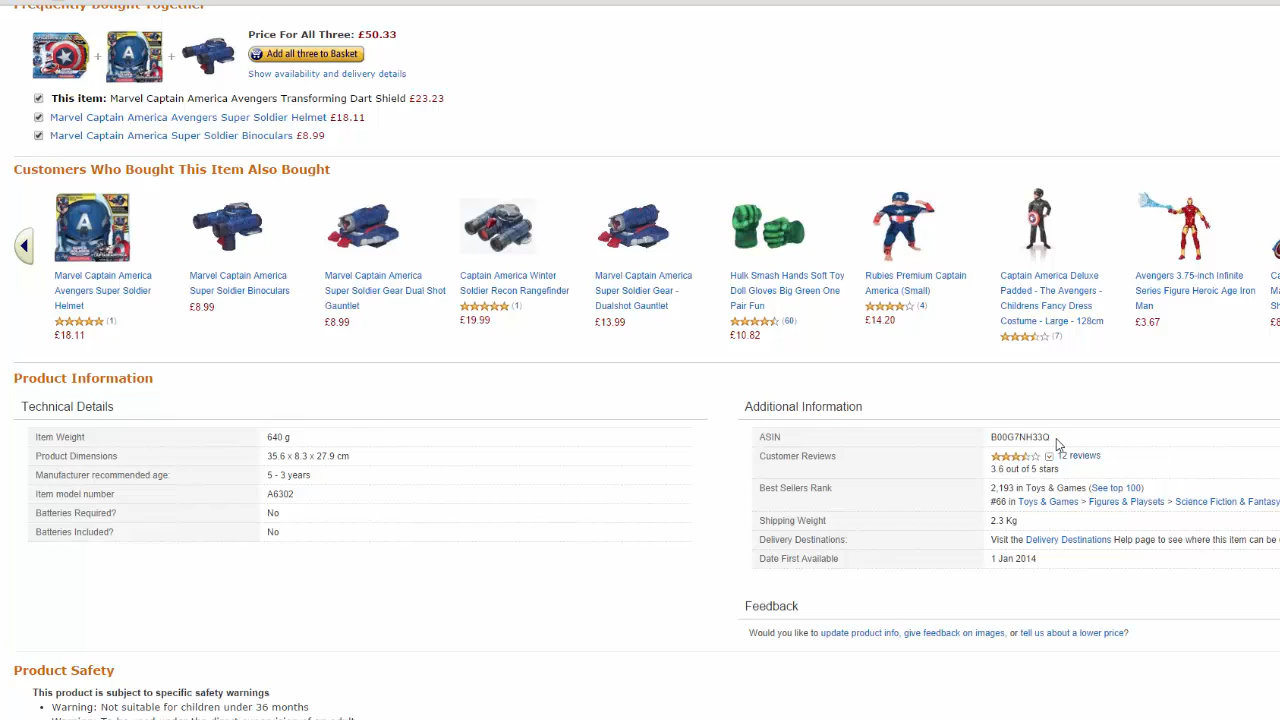 Frequently Bought Together
Price For All Three: £50.33
Add all three to Basket
Show availability and delivery details
This item: Marvel Captain America Avengers Transforming Dart Shield £23.23
Marvel Captain America Avengers Super Soldier Helmet £18.11
Marvel Captain America Super Soldier Binoculars £8.99
Customers Who Bought This Item Also Bought
Marvel Captain America
Avengers Super Soldier
Helmet
(1)
£18.11
Marvel Captain America
Super Soldier Binoculars
£8.99
Marvel Captain America
Super Soldier Gear Dual Shot
Gauntlet
£8.99
Captain America Winter
Soldier Recon Rangefinder
(1)
£19.99
Marvel Captain America
Super Soldier Gear -
Dualshot Gauntlet
£13.99
Hulk Smash Hands Soft Toy
Doll Gloves Big Green One
Pair Fun
(60)
£10.82
Rubies Premium Captain
America (Small)
(4)
£14.20
Captain America Deluxe
Padded - The Avengers -
Childrens Fancy Dress
Costume - Large - 128cm
(7)
Avengers 3.75-inch Infinite
Series Figure Heroic Age Iron
Man
£3.67
Product Information
Technical Details
Item Weight 640 g
Product Dimensions 35.6 x 8.3 x 27.9 cm
Manufacturer recommended age: 5 - 3 years
Item model number A6302
Batteries Required? No
Batteries Included? No
Additional Information
ASIN B00G7NH33Q
Customer Reviews 12 reviews
3.6 out of 5 stars
Best Sellers Rank 2,193 in Toys & Games (See top 100)
#66 in Toys & Games > Figures & Playsets > Science Fiction & Fantasy
Shipping Weight 2.3 Kg
Delivery Destinations: Visit the Delivery Destinations Help page to see where this item can be
Date First Available 1 Jan 2014
Feedback
Would you like to update product info, give feedback on images, or tell us about a lower price?
Product Safety
This product is subject to specific safety warnings
• Warning: Not suitable for children under 36 months
• Warning: To be used under the direct supervision of an adult